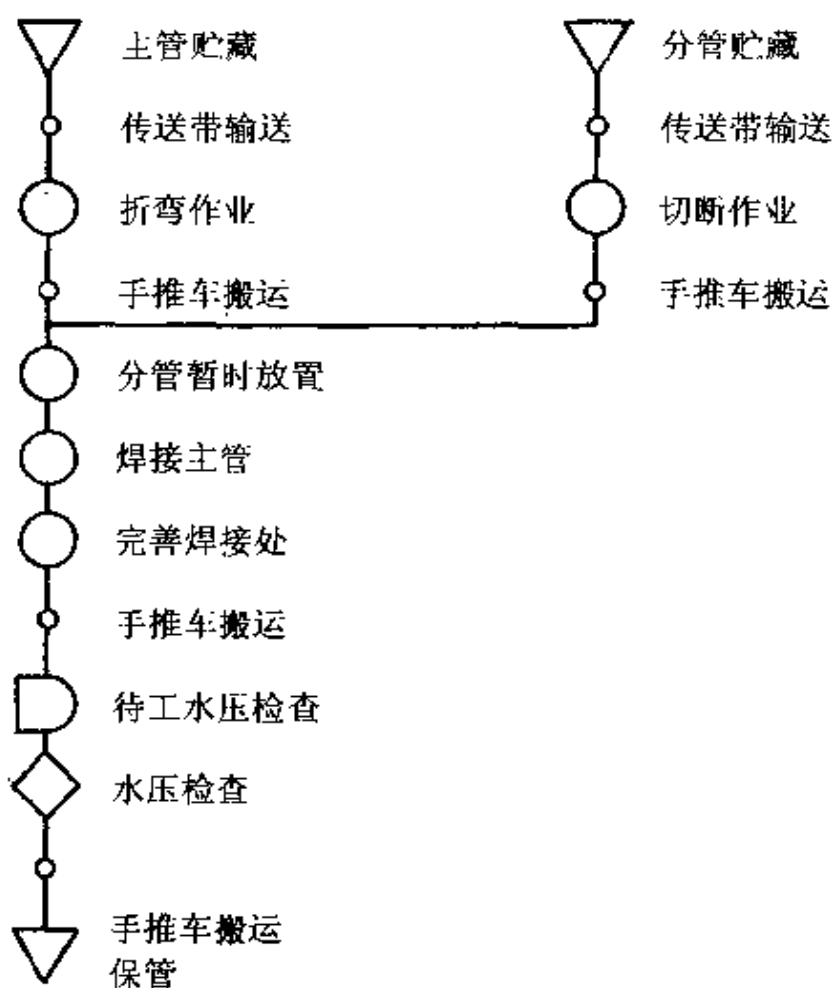 主管贮藏
分管贮藏
传送带输送
传送带输送
折弯作业
切断作业
手推车搬运
手推车搬运
分管暂时放置
焊接主管
完善焊接处
手推车搬运
待工水压检查
水压检查
手推车搬运
保管